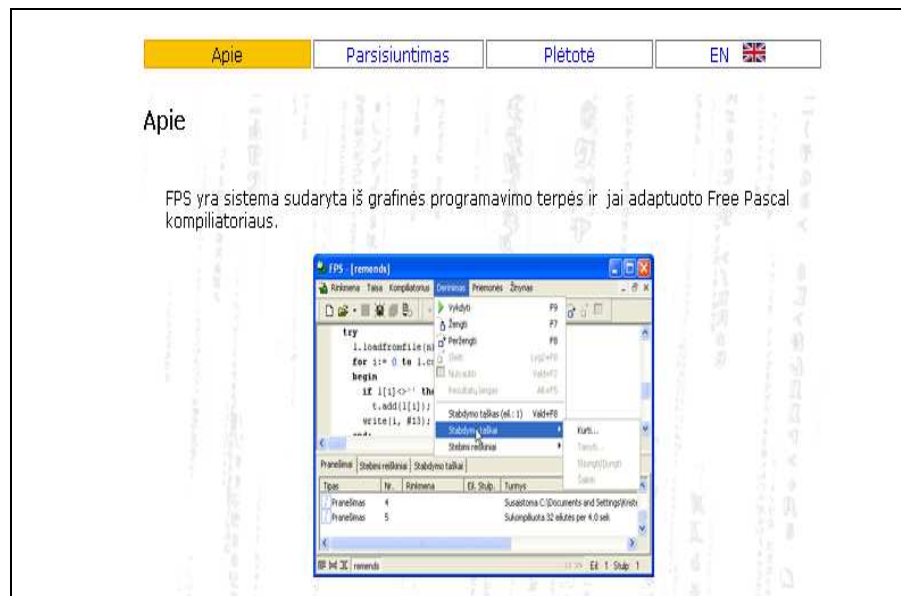 Apie
Parsisiuntimas
Plėtotė
EN
Apie
FPS yra sistema sudaryta iš grafinės programavimo terpės ir jai adaptuoto Free Pascal
kompiliatoriaus.
FPS - [remonds]
Rinkmena Taisa Kompiliatorius Derinimas Priemonės Žinynas
Vykdyti F9
Žengti F7
Peržengti F8
try
l.loadfromfile(
for i:= 0 to l.c
begin
if l[i]<>'' the
t.add(l[i]);
write(i, #13);
Stabdymo taškas (eil.: 1) Vald+F8
Stabdymo taškai
Kurti...
Stebimi reiškiniai
Pranešimai Stebimi reiškiniai Stabdymo taškai
Tipas Nr. Rinkmena Eil. Stulp. Turinys
Pranešimas 4 Susaistoma C:\Documents and Settings\
Pranešimas 5 Sukompiliuota 32 eilutės per 4,0 sek.
remonds
Eil: 1 Stulp: 1